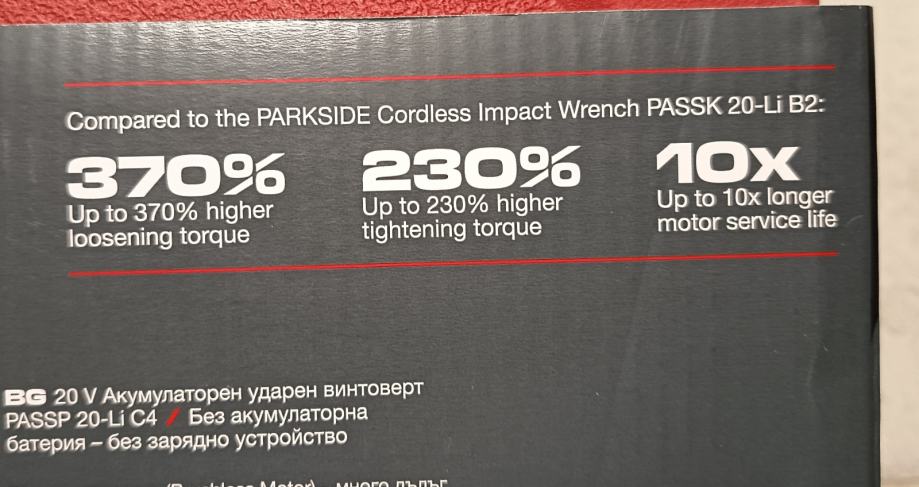 Compared to the PARKSIDE Cordless Impact Wrench PASSK 20-Li B2:
370% 230% 10x
Up to 370% higher Up to 230% higher Up to 10x longer
loosening torque tightening torque motor service life
BG 20 V Акумулаторен ударен винтоверт
PASSP 20-Li C4 / Без акумулаторна
батерия – без зарядно устройство